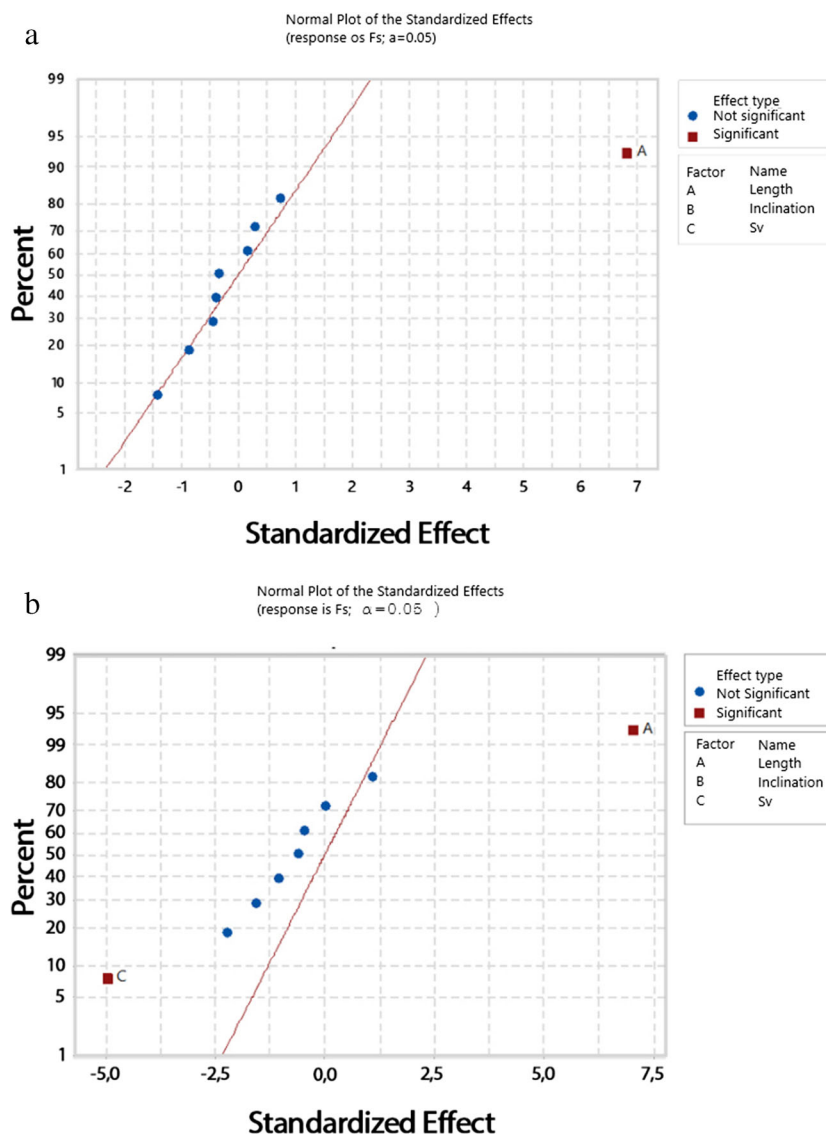 a
Normal Plot of the Standardized Effects
(response os Fs; a=0.05)
99
95
90
80
70
60
50
40
30
20
10
5
1
Percent
-2 -1 0 1 2 3 4 5 6 7
Standardized Effect
A
Effect type
Not significant
Significant
Factor Name
A Length
B Inclination
C Sv
b
Normal Plot of the Standardized Effects
(response is Fs; α=0.05 )
99
95
99
80
70
60
50
40
30
20
10
5
1
Percent
-5,0 -2,5 0,0 2,5 5,0 7,5
Standardized Effect
A
C
Effect type
Not Significant
Significant
Factor Name
A Length
B Inclination
C Sv